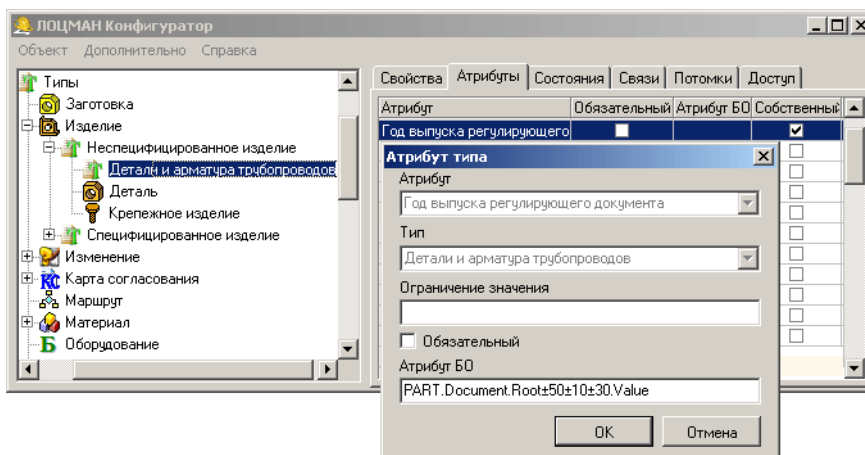 ЛОЦМАН Конфигуратор
Объект Дополнительно Справка
Типы
Заготовка
Изделие
Неспецифицированное изделие
Детали и арматура трубопроводов
Деталь
Крепежное изделие
Специфицированное изделие
Изменение
Карта согласования
Маршрут
Материал
Оборудование
Свойства Атрибуты Состояния Связи Потомки Доступ
Атрибут Обязательный Атрибут БО Собственный
Год выпуска регулирующего
Атрибут типа
Атрибут
Год выпуска регулирующего документа
Тип
Детали и арматура трубопроводов
Ограничение значения
Обязательный
Атрибут БО
PART.Document.Root±50±10±30.Value
OK Отмена